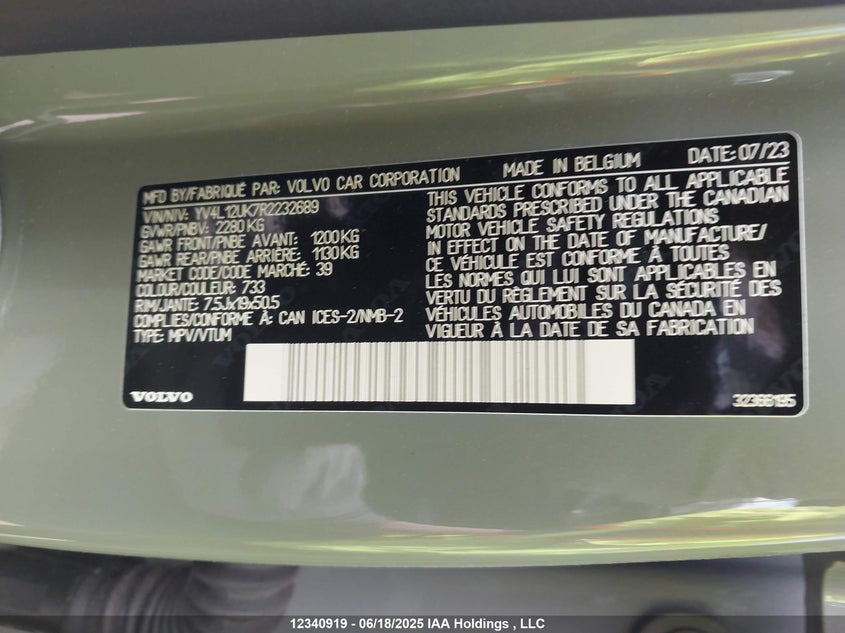 MFD BY/FABRIQUÉ PAR: VOLVO CAR CORPORATION MADE IN BELGIUM DATE: 07/23
VIN/NIV: YV4L12UK7R2232689
GVWR/PNBV: 2280 KG
GAWR FRONT/PNBE AVANT: 1200 KG
GAWR REAR/PNBE ARRIÈRE: 1130 KG
MARKET CODE/CODE MARCHÉ: 39
COLOUR/COULEUR: 733
RIM/JANTE: 7.5Jx19x50.5
COMPLIES/CONFORME À: CAN ICES-2/NMB-2
TYPE: MPV/VTUM
THIS VEHICLE CONFORMS TO ALL APPLICABLE
STANDARDS PRESCRIBED UNDER THE CANADIAN
MOTOR VEHICLE SAFETY REGULATIONS
IN EFFECT ON THE DATE OF MANUFACTURE/
CE VÉHICULE EST CONFORME À TOUTES
LES NORMES QUI LUI SONT APPLICABLES EN
VERTU DU RÈGLEMENT SUR LA SÉCURITÉ DES
VÉHICULES AUTOMOBILES DU CANADA EN
VIGUEUR À LA DATE DE SA FABRICATION
VOLVO
32366195
12340919 - 06/18/2025 IAA Holdings , LLC